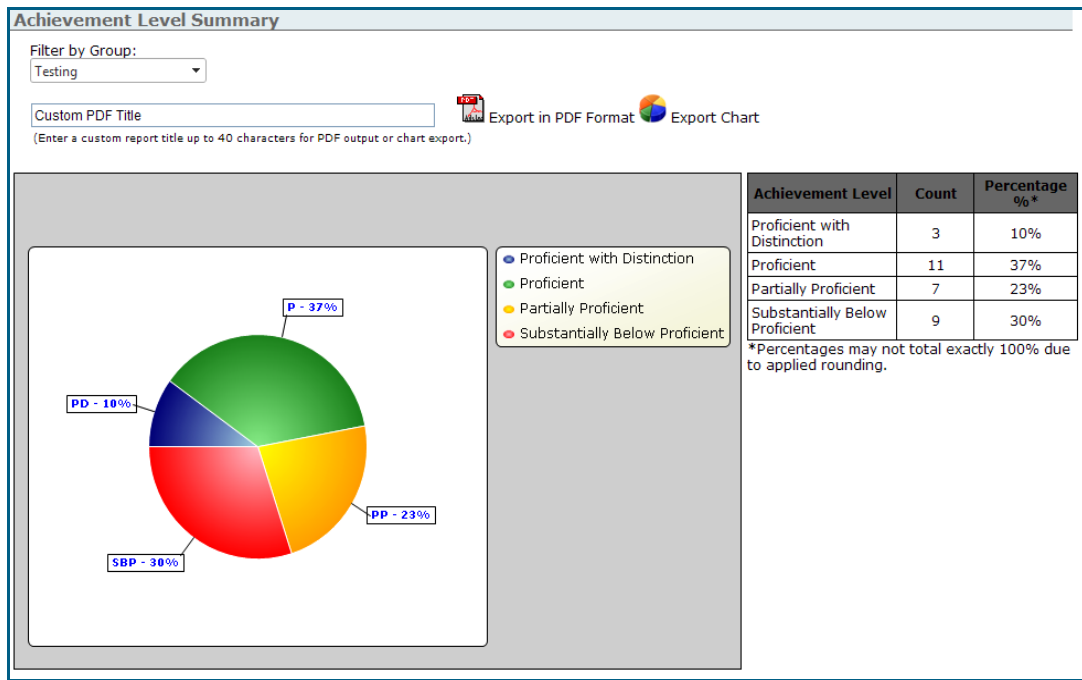 Achievement Level Summary
Filter by Group:
Testing
Custom PDF Title
Export in PDF Format
Export Chart
(Enter a custom report title up to 40 characters for PDF output or chart export.)
P - 37%
PD - 10%
PP - 23%
SBP - 30%
Proficient with Distinction
Proficient
Partially Proficient
Substantially Below Proficient
Achievement Level Count Percentage
%*
Proficient with
Distinction 3 10%
Proficient 11 37%
Partially Proficient 7 23%
Substantially Below
Proficient 9 30%
*Percentages may not total exactly 100% due
to applied rounding.